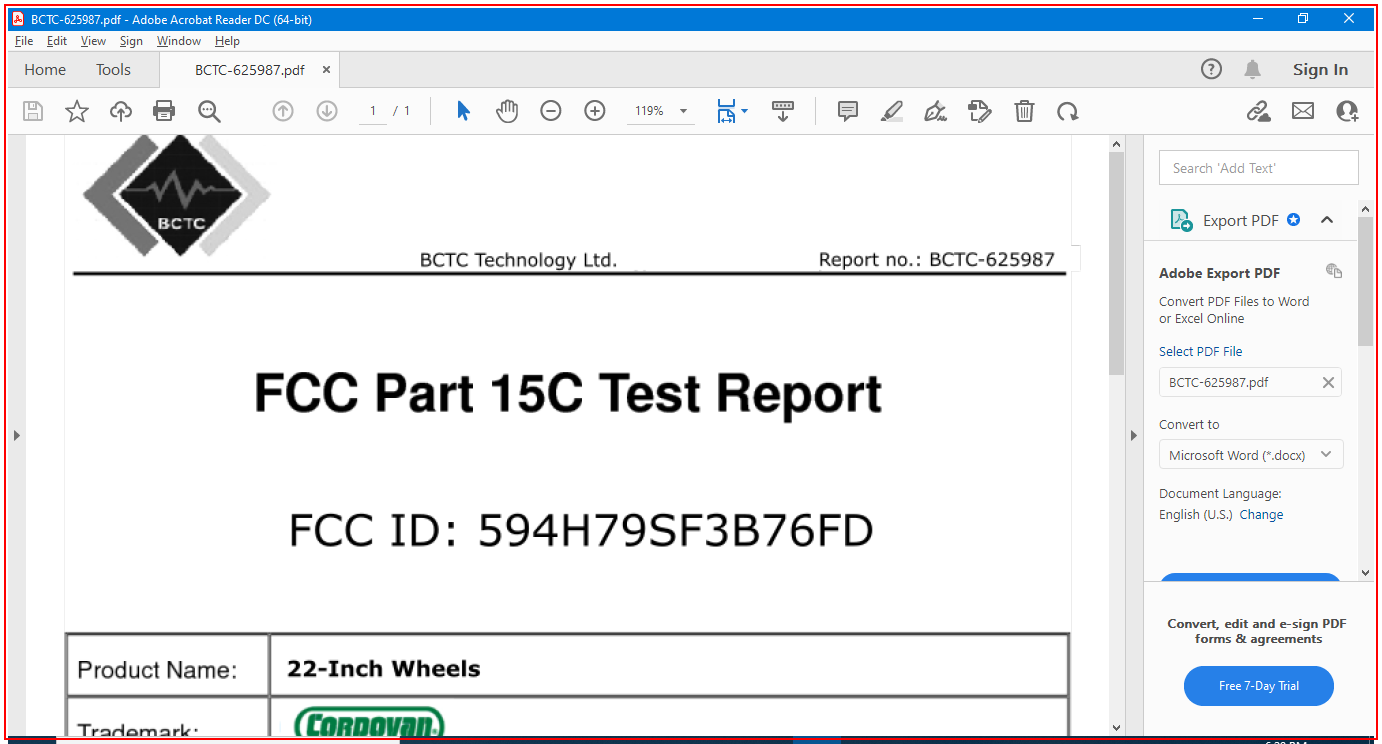 BCTC-625987.pdf - Adobe Acrobat Reader DC (64-bit)
File Edit View Sign Window Help
Home Tools BCTC-625987.pdf × Sign In
1 / 1 119%
Search 'Add Text'
Export PDF
Adobe Export PDF
Convert PDF Files to Word
or Excel Online
Select PDF File
BCTC-625987.pdf
Convert to
Microsoft Word (*.docx)
Document Language:
English (U.S.) Change
Convert, edit and e-sign PDF
forms & agreements
Free 7-Day Trial
BCTC
BCTC Technology Ltd. Report no.: BCTC-625987
FCC Part 15C Test Report
FCC ID: 594H79SF3B76FD
Product Name: 22-Inch Wheels
Trademark: CORDOVAN